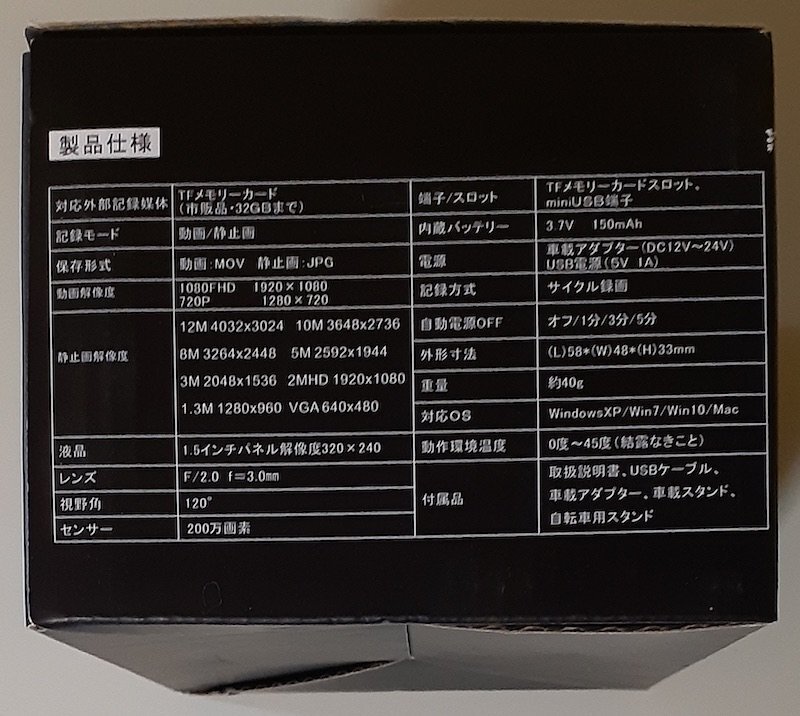 製品仕様
対応外部記録媒体
TFメモリーカード
(市販品・32GBまで)
記録モード
動画/静止画
保存形式
動画:MOV 静止画:JPG
動画解像度
1080FHD 1920×1080
720P 1280×720
静止画解像度
12M 4032x3024 10M 3648x2736
8M 3264x2448 5M 2592x1944
3M 2048x1536 2MHD 1920x1080
1.3M 1280x960 VGA 640x480
液晶
1.5インチパネル解像度320×240
レンズ
F/2.0 f=3.0mm
視野角
120°
センサー
200万画素
端子/スロット
TFメモリーカードスロット、
miniUSB端子
内蔵バッテリー
3.7V 150mAh
電源
車載アダプター(DC12V～24V)
USB電源(5V 1A)
記録方式
サイクル録画
自動電源OFF
オフ/1分/3分/5分
外形寸法
(L)58*(W)48*(H)33mm
重量
約40g
対応OS
WindowsXP/Win7/Win10/Mac
動作環境温度
0度～45度(結露なきこと)
付属品
取扱説明書、USBケーブル、
車載アダプター、車載スタンド、
自転車用スタンド